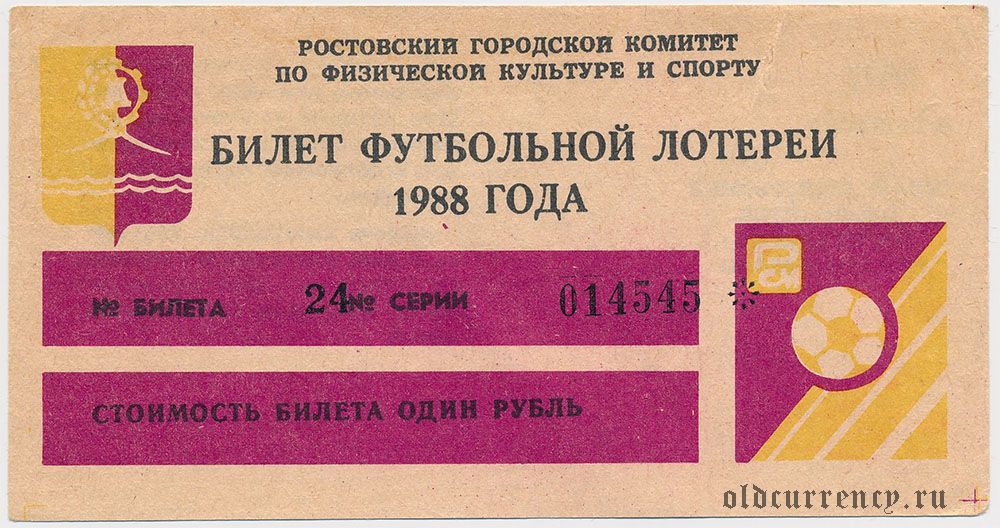 РОСТОВСКИЙ ГОРОДСКОЙ КОМИТЕТ
ПО ФИЗИЧЕСКОЙ КУЛЬТУРЕ И СПОРТУ
БИЛЕТ ФУТБОЛЬНОЙ ЛОТЕРЕИ
1988 ГОДА
№ БИЛЕТА 24 № СЕРИИ 014545 *
СТОИМОСТЬ БИЛЕТА ОДИН РУБЛЬ
oldcurrency.ru